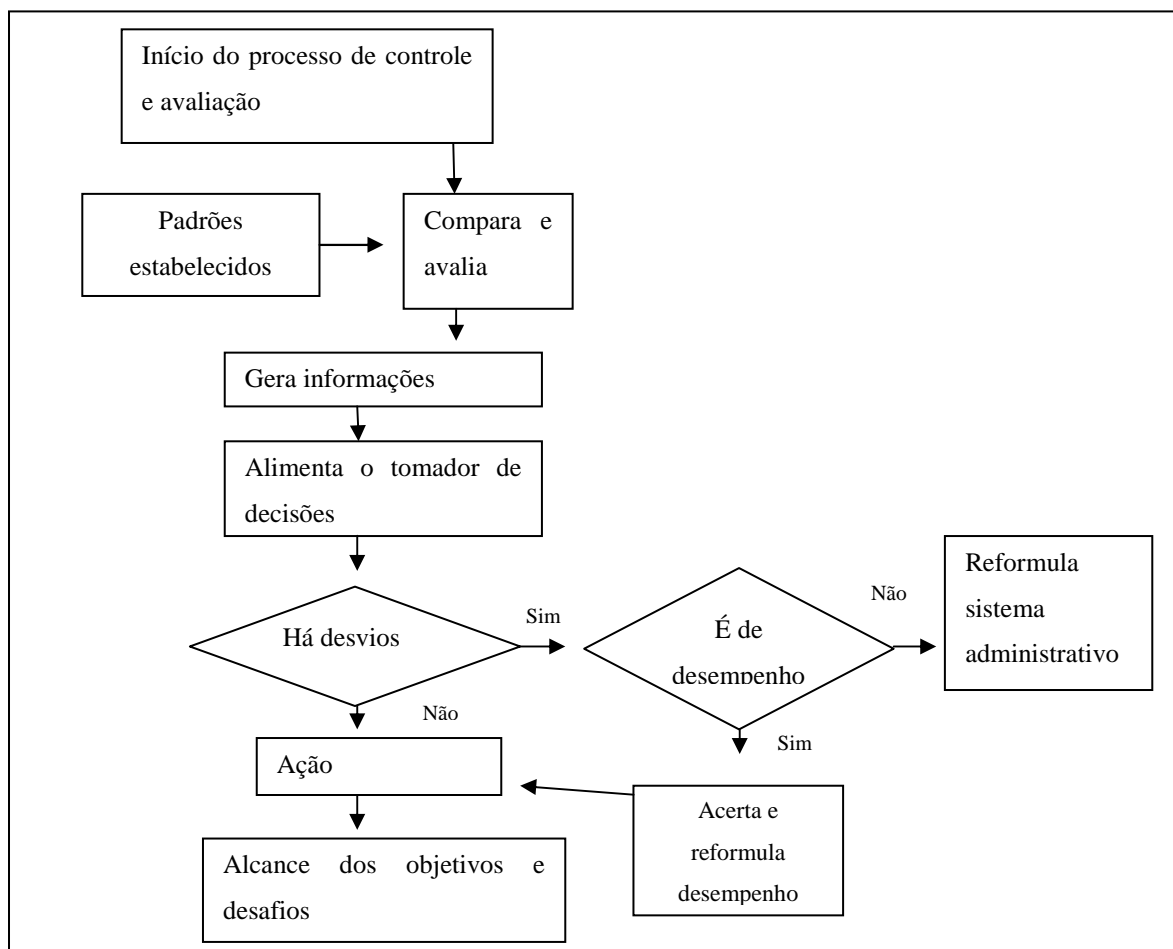 Início do processo de controle
e avaliação
Padrões
estabelecidos
Compara e
avalia
Gera informações
Alimenta o tomador de
decisões
Há desvios
Sim
É de
desempenho
Não
Reformula
sistema
administrativo
Não
Sim
Ação
Acerta e
reformula
desempenho
Alcance dos objetivos e
desafios